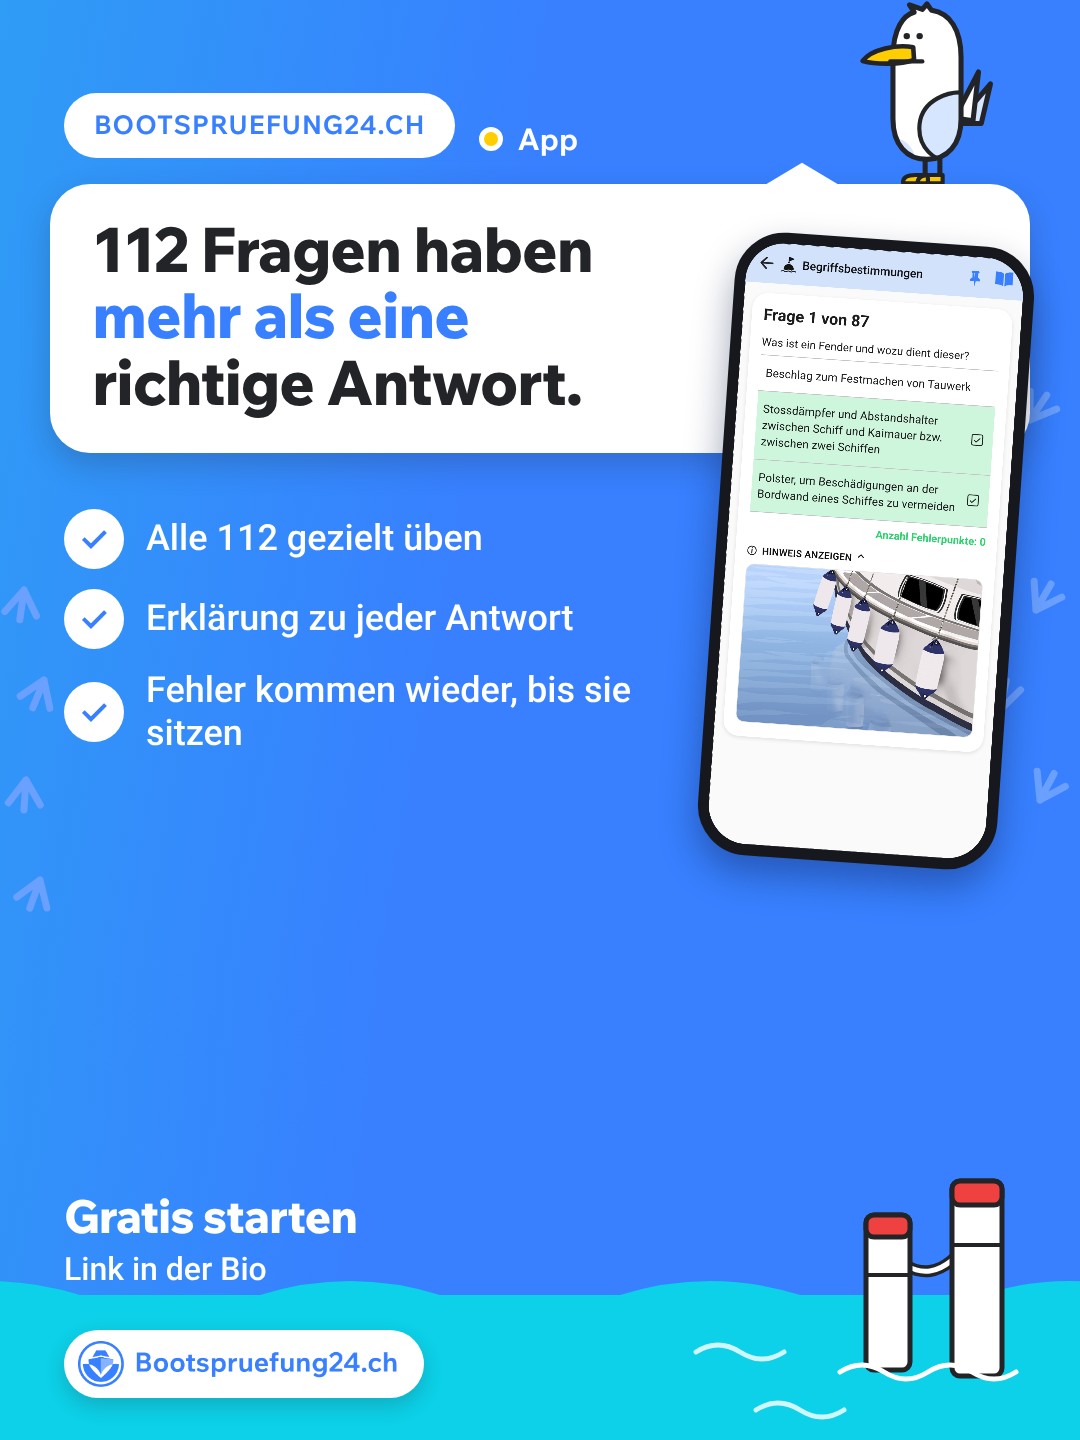 BOOTSPRUEFUNG24.CH
App
112 Fragen haben
mehr als eine
richtige Antwort.
Begriffsbestimmungen
Frage 1 von 87
Was ist ein Fender und wozu dient dieser?
Beschlag zum Festmachen von Tauwerk
Stossdämpfer und Abstandshalter
zwischen Schiff und Kaimauer bzw.
zwischen zwei Schiffen
Polster, um Beschädigungen an der
Bordwand eines Schiffes zu vermeiden
Anzahl Fehlerpunkte: 0
HINWEIS ANZEIGEN
Alle 112 gezielt üben
Erklärung zu jeder Antwort
Fehler kommen wieder, bis sie
sitzen
Gratis starten
Link in der Bio
Bootspruefung24.ch